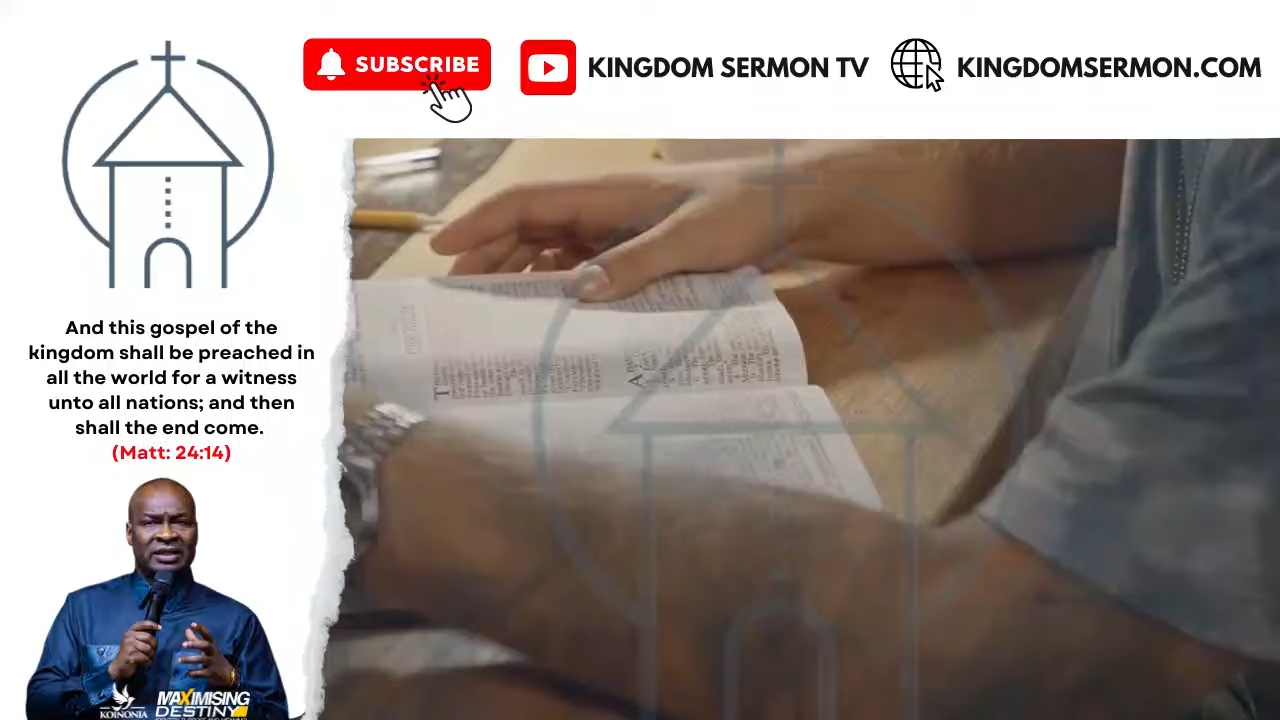 SUBSCRIBE
KINGDOM SERMON TV
KINGDOMSERMON.COM
And this gospel of the
kingdom shall be preached in
all the world for a witness
unto all nations; and then
shall the end come.
(Matt: 24:14)
KOINONIA
MAXIMISING
DESTINY